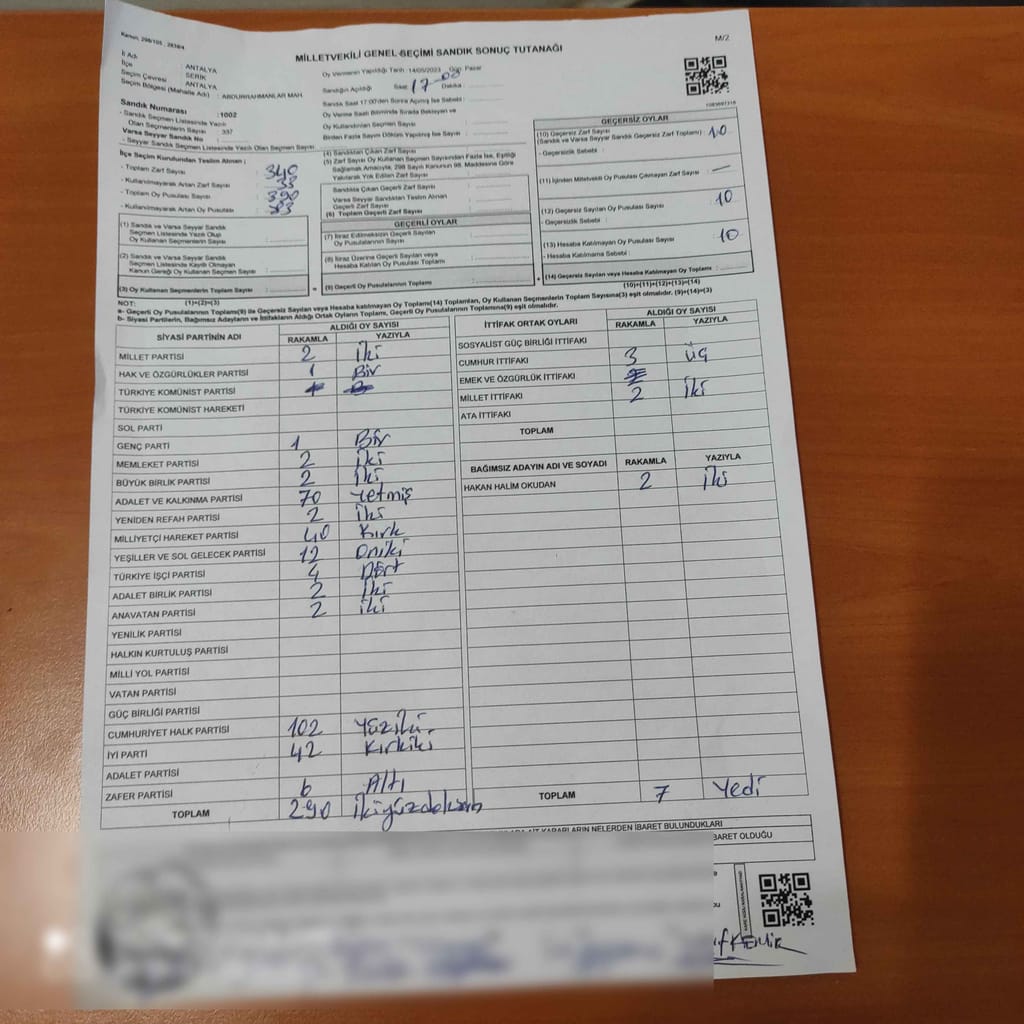 Kanun, 298/105, 2839/4
MİLLETVEKİLİ GENEL SEÇİMİ SANDIK SONUÇ TUTANAĞI
M/2
İl Adı : ANTALYA
İlçe : SERİK
Seçim Çevresi : ANTALYA
Seçim Bölgesi (Mahalle Adı) : ABDURRAHMANLAR MAH.
Oy Vermenin Yapıldığı Tarih :14/05/2023 Gün Pazar
Sandığın Açıldığı Saat 17-00 Dakika :
Sandık Saat 17:00'den Sonra Açılmış İse Sebebi :
Oy Verme Saati Bitiminde Sırada Bekleyen ve
Oy Kullandırılan Seçmen Sayısı
Birden Fazla Sayım Döküm Yapılmış İse Sayısı
Sandık Numarası :1002
- Sandık Seçmen Listesinde Yazılı
Olan Seçmenlerin Sayısı : 337
Varsa Seyyar Sandık No
- Seyyar Sandık Seçmen Listesinde Yazılı Olan Seçmen Sayısı
İlçe Seçim Kurulundan Teslim Alınan ;
- Toplam Zarf Sayısı : 340
- Kullanılmayarak Artan Zarf Sayısı
- Toplam Oy Pusulası Sayısı
- Kullanılmayarak Artan Oy Pusulası
(1) Sandık ve Varsa Seyyar Sandık
Seçmen Listesinde Yazılı Olup
Oy Kullanan Seçmenlerin Sayısı
(2) Sandık ve Varsa Seyyar Sandık
Seçmen Listesinde Kayıtlı Olmayan
Kanun Gereği Oy Kullanan Seçmen Sayısı
(3) Oy Kullanan Seçmenlerin Toplam Sayısı
(1)+(2)=(3)
(4) Sandıktan Çıkan Zarf Sayısı
(5) Zarf Sayısı Oy Kullanan Seçmen Sayısından Fazla İse, Eşitliği
Sağlamak Amacıyla, 298 Sayılı Kanunun 98. Maddesine Göre
Yakılarak Yok Edilen Zarf Sayısı
Sandıkta Çıkan Geçerli Zarf Sayısı
Varsa Seyyar Sandıktan Teslim Alınan
Geçerli Zarf Sayısı
(6) Toplam Geçerli Zarf Sayısı
GEÇERLİ OYLAR
(7) İtiraz Edilmeksizin Geçerli Sayılan
Oy Pusulalarının Sayısı
(8) İtiraz Üzerine Geçerli Sayılan veya
Hesaba Katılan Oy Pusulası Toplamı
(9) Geçerli Oy Pusulalarının Toplamı
GEÇERSİZ OYLAR
(10) Geçersiz Zarf Sayısı
(Sandık ve Varsa Seyyar Sandık Geçersiz Zarf Toplamı) : 10
- Geçersizlik Sebebi :
(11) İçinden Milletvekili Oy Pusulası Çıkmayan Zarf Sayısı : —
(12) Geçersiz Sayılan Oy Pusulası Sayısı : 10
- Geçersizlik Sebebi :
(13) Hesaba Katılmayan Oy Pusulası Sayısı : 10
- Hesaba Katılmama Sebebi :
(14) Geçersiz Sayılan veya Hesaba Katılmayan Oy Toplamı :
(10)+(11)+(12)+(13)=(14)
NOT:
a- Geçerli Oy Pusulalarının Toplamı(9) ile Geçersiz Sayılan veya Hesaba katılmayan Oy Toplamı(14) Toplamları, Oy Kullanan Seçmenlerin Toplam Sayısına(3) eşit olmalıdır. (9)+(14)=(3)
b- Siyasi Partilerin, Bağımsız Adayların ve İttifakların Aldığı Ortak Oyların Toplamı, Geçerli Oy Pusulalarının Toplamına(9) eşit olmalıdır.
SİYASİ PARTİNİN ADI ALDIĞI OY SAYISI
RAKAMLA YAZIYLA
MİLLET PARTİSİ 2 İki
HAK VE ÖZGÜRLÜKLER PARTİSİ 1 Bir
TÜRKİYE KOMÜNİST PARTİSİ
TÜRKİYE KOMÜNİST HAREKETİ
SOL PARTİ
GENÇ PARTİ 1 Bir
MEMLEKET PARTİSİ 2 İki
BÜYÜK BİRLİK PARTİSİ 2 İki
ADALET VE KALKINMA PARTİSİ 70 Yetmiş
YENİDEN REFAH PARTİSİ 2 iki
MİLLİYETÇİ HAREKET PARTİSİ 40 Kırk
YEŞİLLER VE SOL GELECEK PARTİSİ 12 Oniki
TÜRKİYE İŞÇİ PARTİSİ 4 Dört
ADALET BİRLİK PARTİSİ 2 İki
ANAVATAN PARTİSİ 2 iki
YENİLİK PARTİSİ
HALKIN KURTULUŞ PARTİSİ
MİLLİ YOL PARTİSİ
VATAN PARTİSİ
GÜÇ BİRLİĞİ PARTİSİ
CUMHURİYET HALK PARTİSİ 102 Yüziki
İYİ PARTİ 42 Kırkiki
ADALET PARTİSİ
ZAFER PARTİSİ 6 Altı
TOPLAM 290 İkiyüzdoksan
İTTİFAK ORTAK OYLARI ALDIĞI OY SAYISI
RAKAMLA YAZIYLA
SOSYALİST GÜÇ BİRLİĞİ İTTİFAKI
CUMHUR İTTİFAKI 3 üç
EMEK VE ÖZGÜRLÜK İTTİFAKI
MİLLET İTTİFAKI 2 İki
ATA İTTİFAKI
TOPLAM
BAĞIMSIZ ADAYIN ADI VE SOYADI RAKAMLA YAZIYLA
HAKAN HALİM OKUDAN 2 İki
TOPLAM 7 Yedi
KARARLARIN NELERDEN İBARET BULUNDUKLARI
BARET OLDUĞU